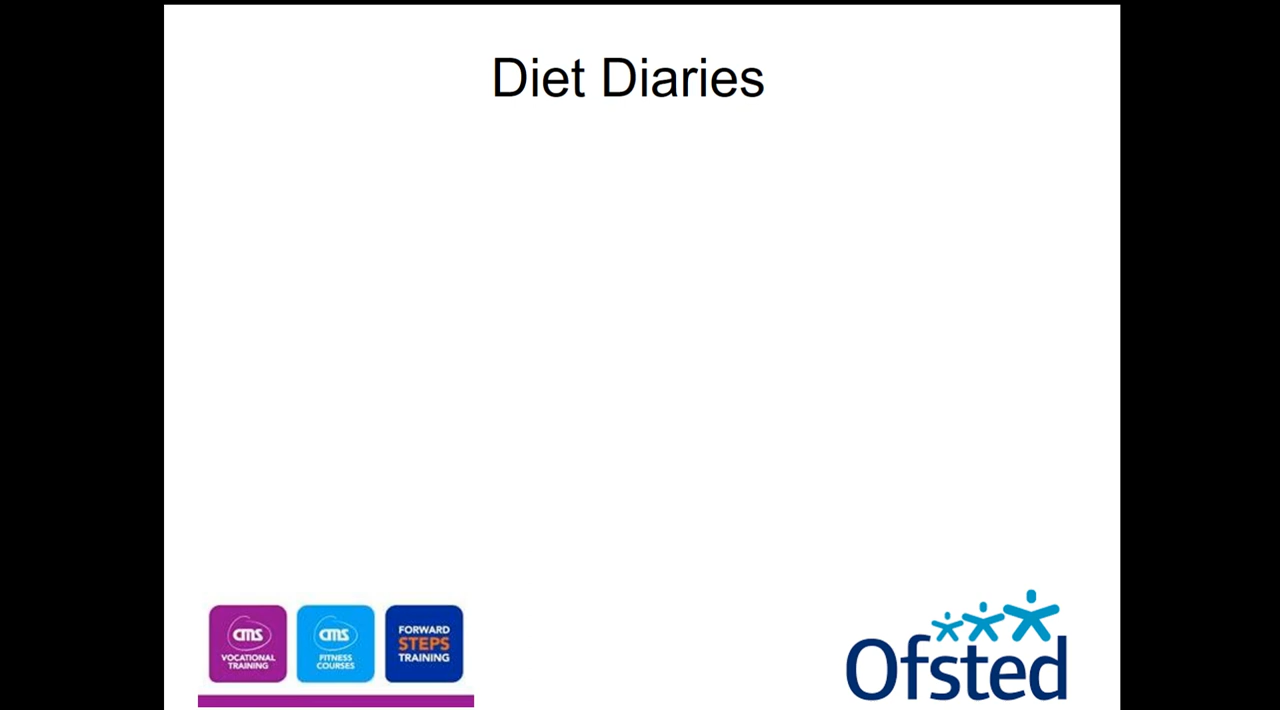 Diet Diaries
cms
VOCATIONAL
TRAINING
cms
FITNESS
COURSES
FORWARD
STEPS
TRAINING
Ofsted